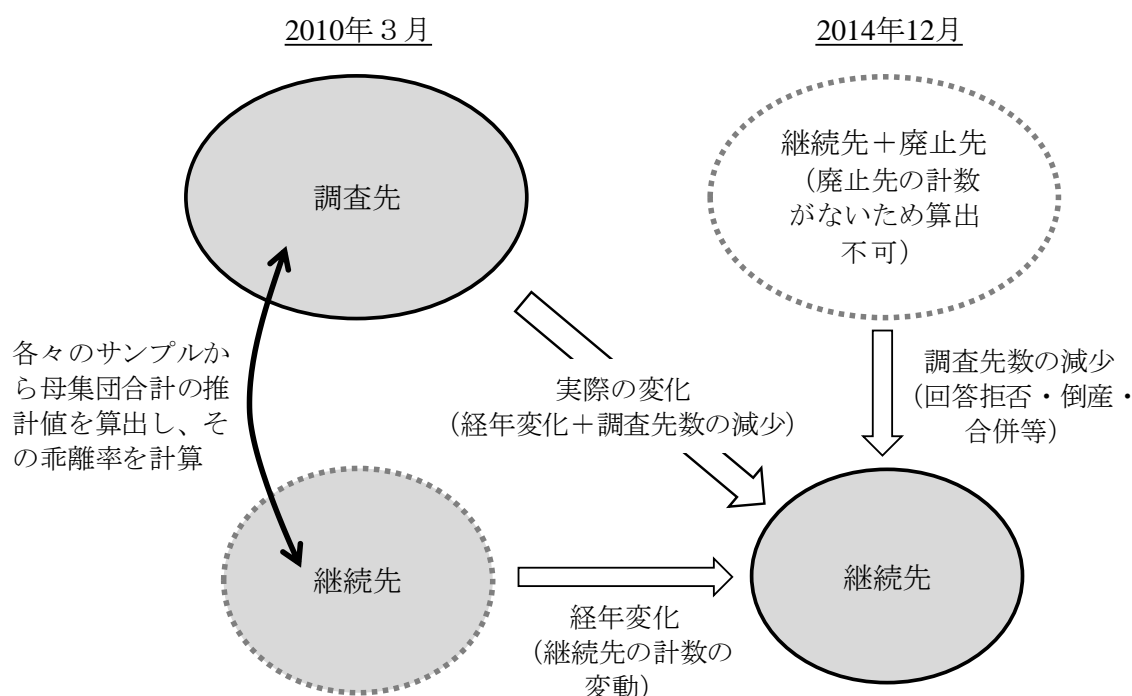 2010年３月
2014年12月
調査先
継続先＋廃止先
（廃止先の計数
がないため算出
不可）
各々のサンプルか
ら母集団合計の推
計値を算出し、そ
の乖離率を計算
実際の変化
（経年変化＋調査先数の減少）
調査先数の減少
（回答拒否・倒産・
合併等）
継続先
継続先
経年変化
（継続先の計数の
変動）